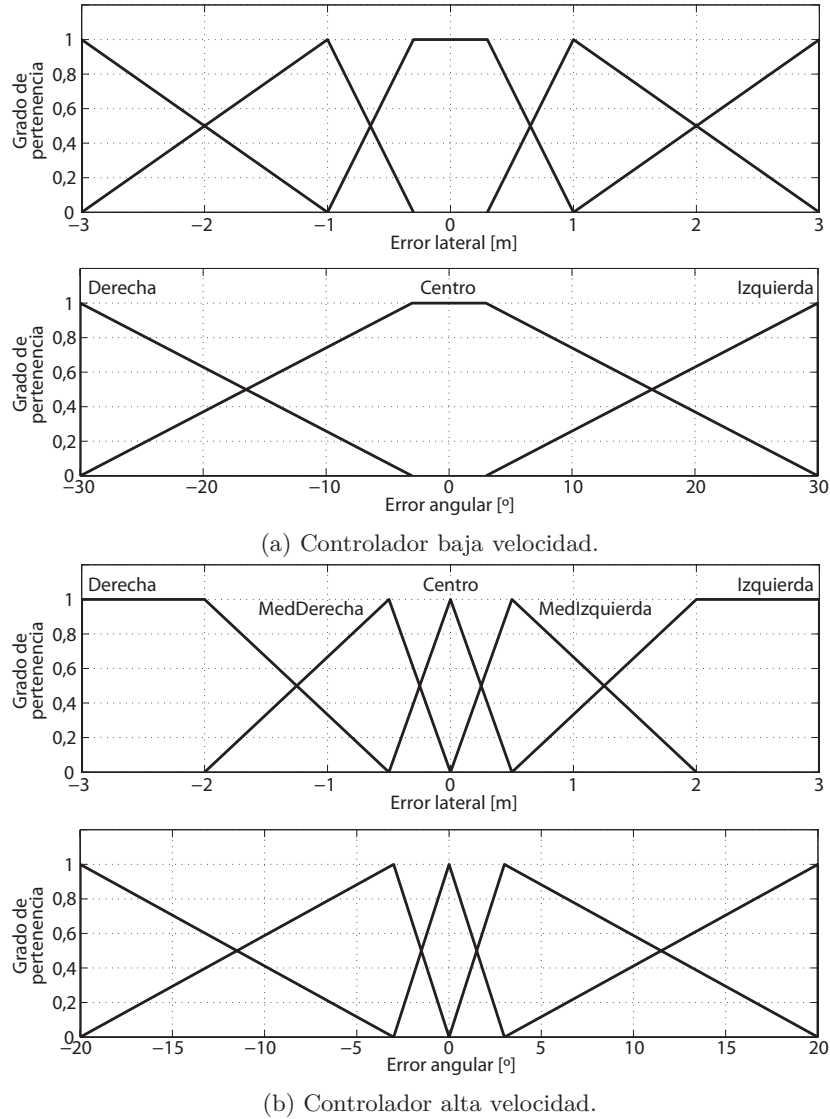 Grado de
pertenencia
1
0,8
0,6
0,4
0,2
0
−3 −2 −1 0 1 2 3
Error lateral [m]
Derecha Centro Izquierda
Grado de
pertenencia
1
0,8
0,6
0,4
0,2
0
−30 −20 −10 0 10 20 30
Error angular [º]
(a) Controlador baja velocidad.
Derecha Centro Izquierda
MedDerecha MedIzquierda
Grado de
pertenencia
1
0,8
0,6
0,4
0,2
0
−3 −2 −1 0 1 2 3
Error lateral [m]
Grado de
pertenencia
1
0,8
0,6
0,4
0,2
0
−20 −15 −10 −5 0 5 10 15 20
Error angular [º]
(b) Controlador alta velocidad.